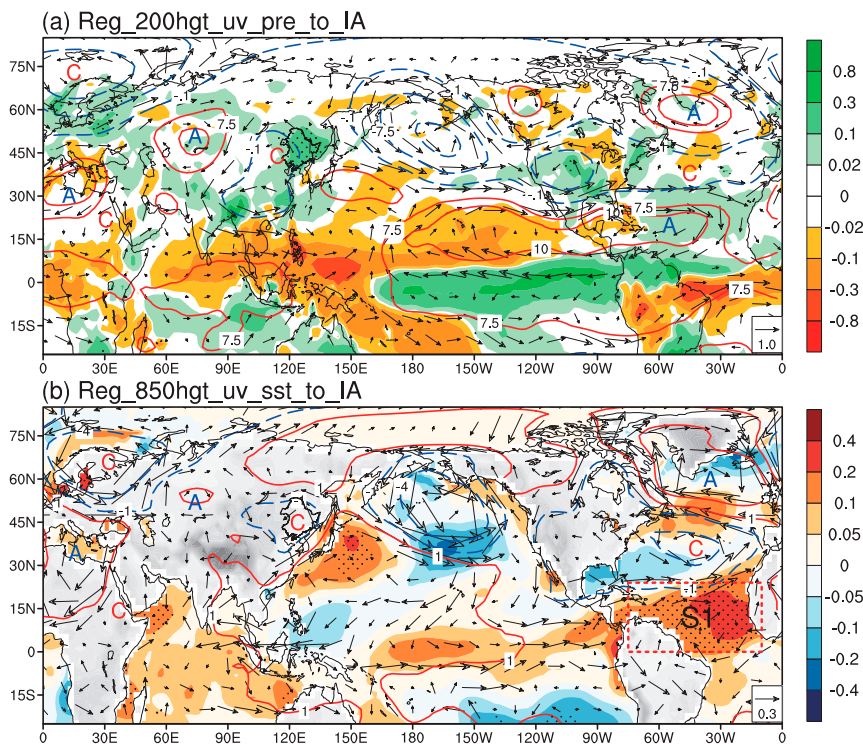 (a) Reg_200hgt_uv_pre_to_IA
75N
60N
45N
30N
15N
0
15S
0 30E 60E 90E 120E 150E 180 150W 120W 90W 60W 30W 0
C A C A C A C A
7.5 7.5 7.5 7.5 7.5 7.5 7.5 7.5
-.1 -.1 -.1 10 10
1.0
0.8
0.3
0.1
0.02
0
-0.02
-0.1
-0.3
-0.8
(b) Reg_850hgt_uv_sst_to_IA
75N
60N
45N
30N
15N
0
15S
0 30E 60E 90E 120E 150E 180 150W 120W 90W 60W 30W 0
C A C A C A C
-.1 -.1 1 1 1 1 1
S1
0.3
0.4
0.2
0.1
0.05
0
-0.05
-0.1
-0.2
-0.4